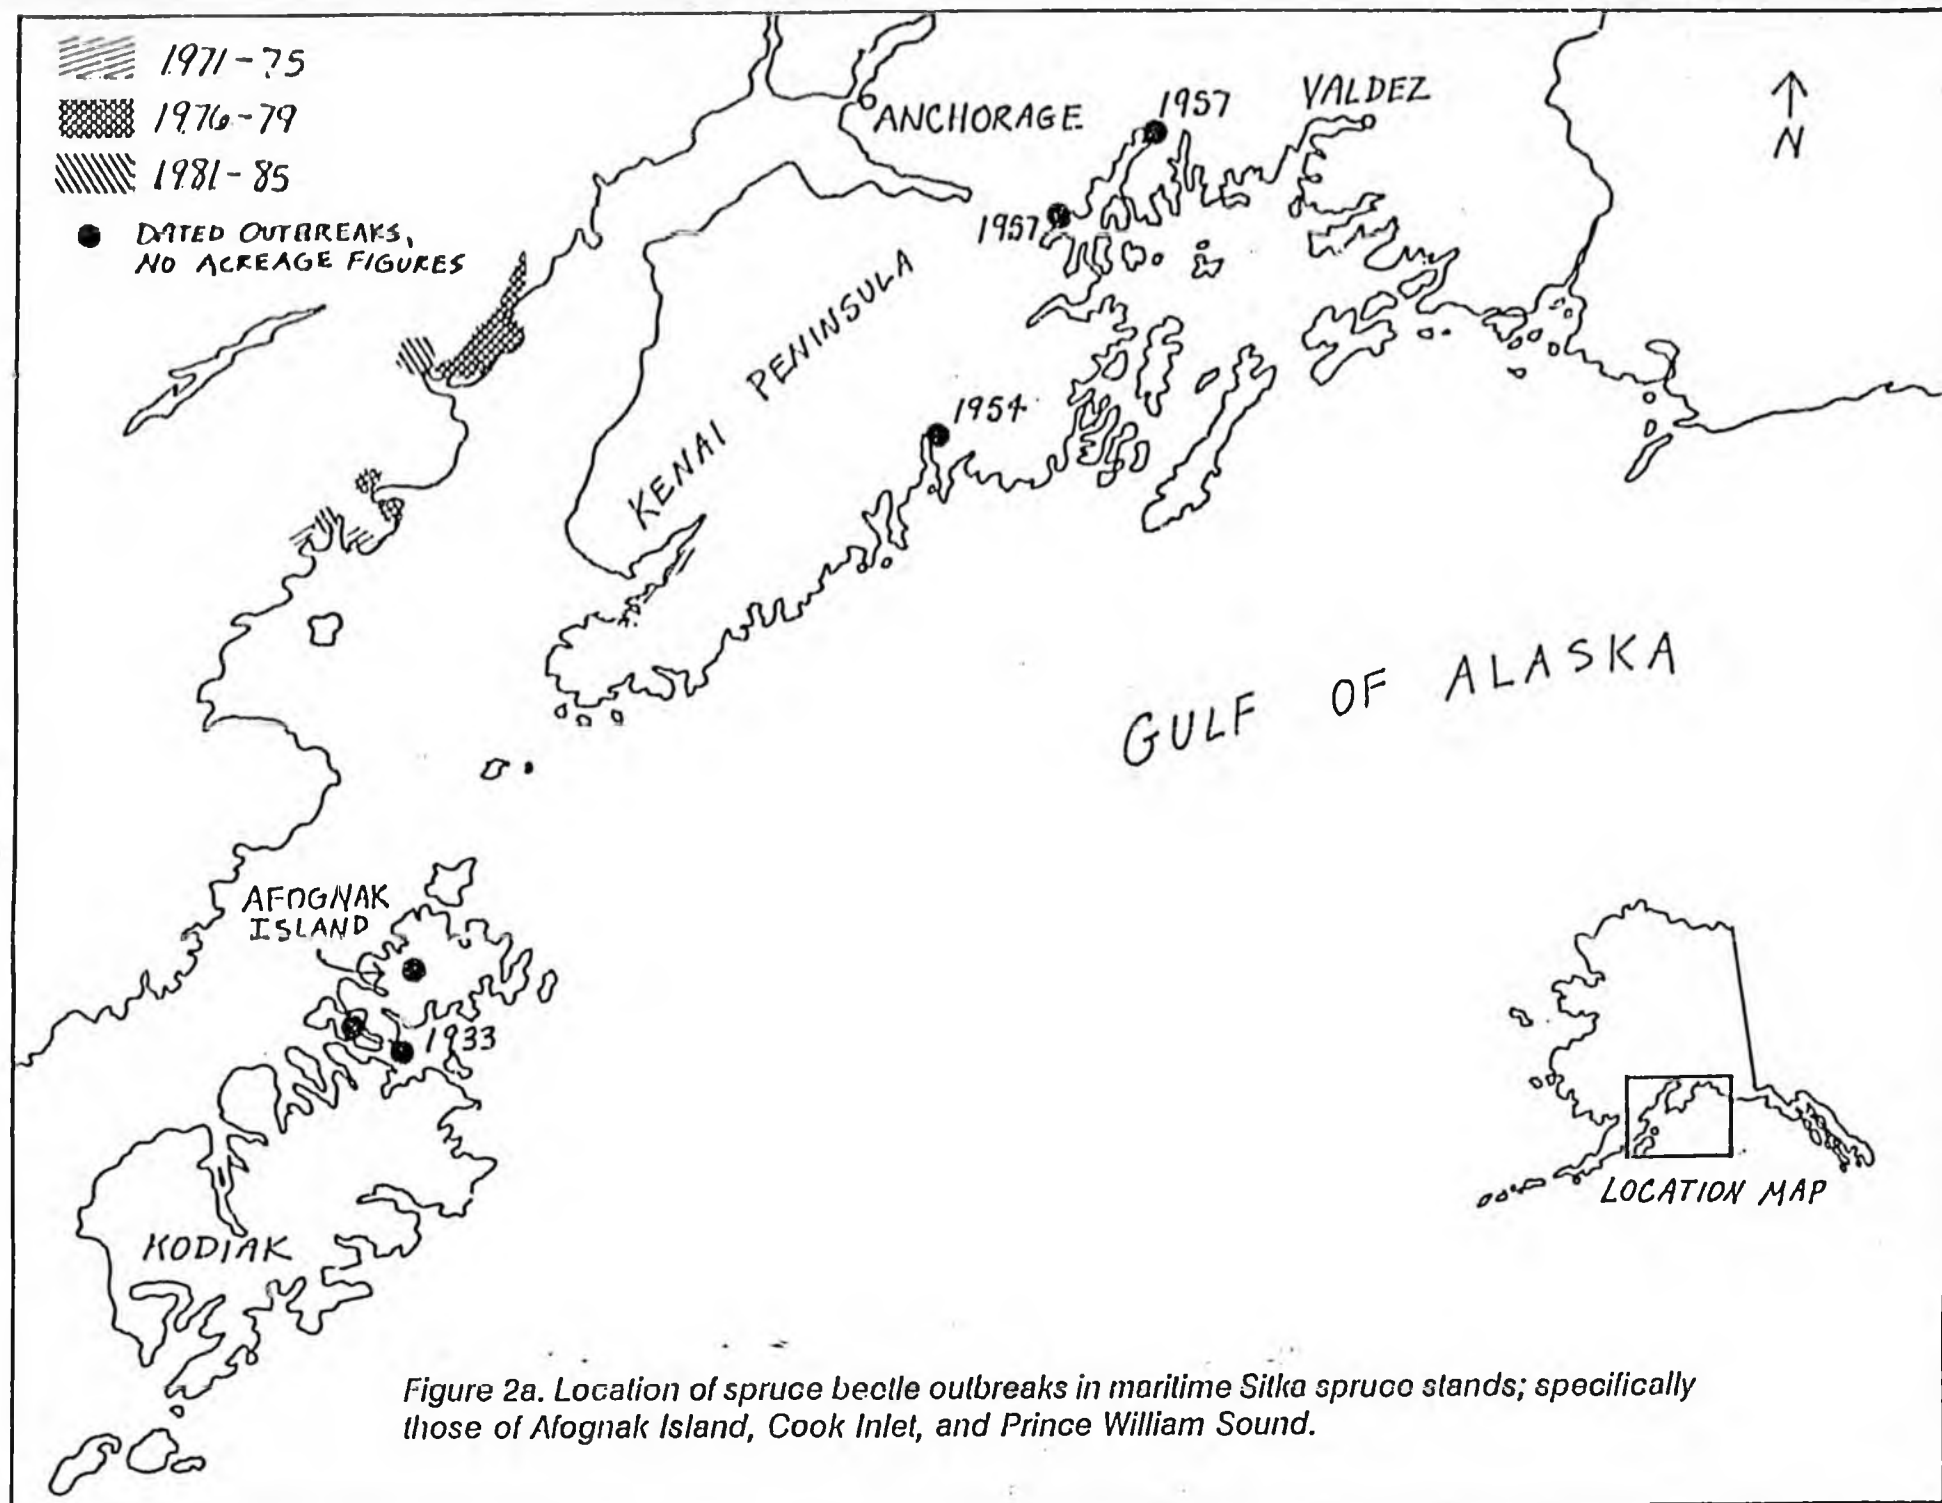 1971-75
1976-79
1981-85
DATED OUTBREAKS,
NO ACREAGE FIGURES
ANCHORAGE
1957
VALDEZ
N
1957
KENAI PENINSULA
1954
GULF OF ALASKA
AFOGNAK
ISLAND
1933
KODIAK
LOCATION MAP
Figure 2a. Location of spruce beetle outbreaks in maritime Sitka spruce stands; specifically
those of Afognak Island, Cook Inlet, and Prince William Sound.